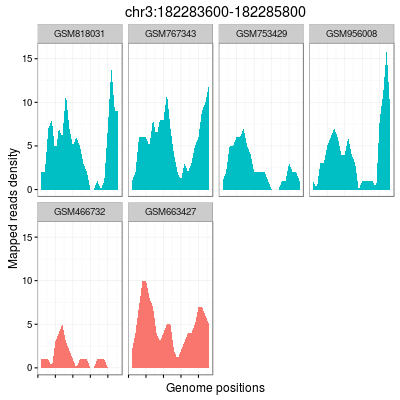 chr3:182283600-182285800
GSM818031 GSM767343 GSM753429 GSM956008
15
10
5
0
GSM466732 GSM663427
15
10
5
0
Mapped reads density
Genome positions